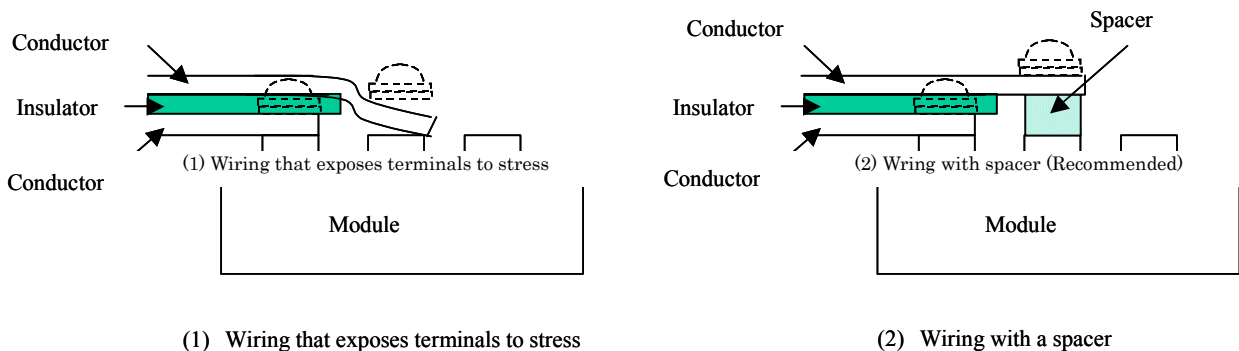 Conductor
Insulator
Conductor
(1) Wiring that exposes terminals to stress
Module
(1) Wiring that exposes terminals to stress
Spacer
Conductor
Insulator
Conductor
(2) Wring with spacer (Recommended)
Module
(2) Wiring with a spacer